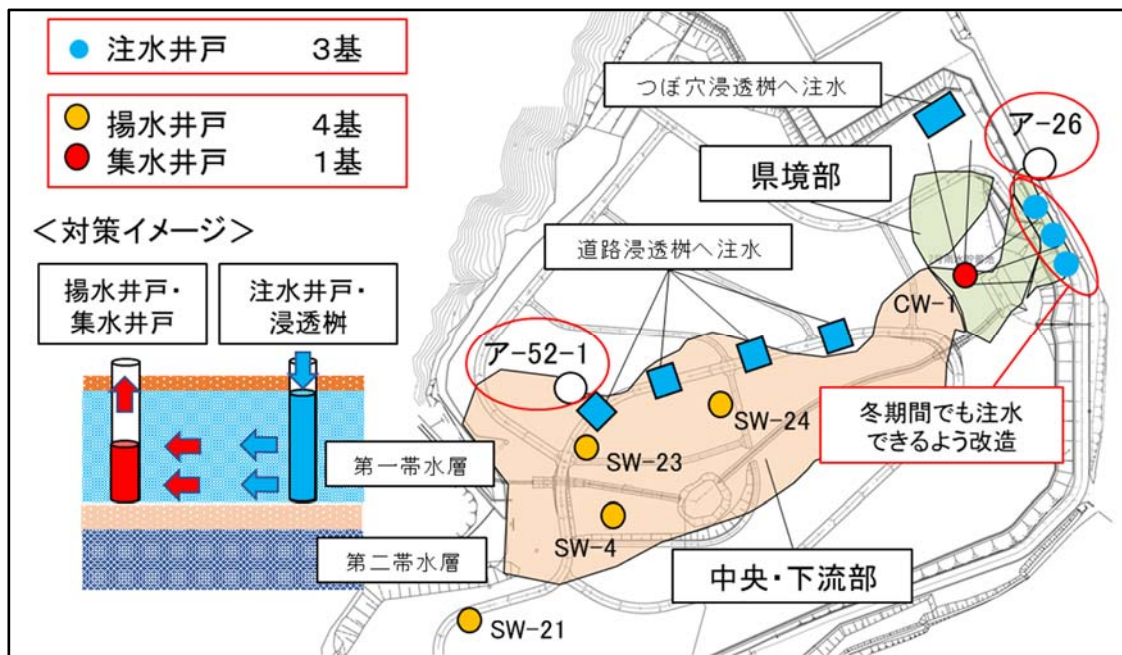 注水井戸 3基
揚水井戸 4基
集水井戸 1基
<対策イメージ>
揚水井戸・
集水井戸
注水井戸・
浸透桝
第一帯水層
第二帯水層
つぼ穴浸透桝へ注水
ア-26
県境部
道路浸透桝へ注水
CW-1
ア-52-1
冬期間でも注水
できるよう改造
SW-24
SW-23
SW-4
中央・下流部
SW-21